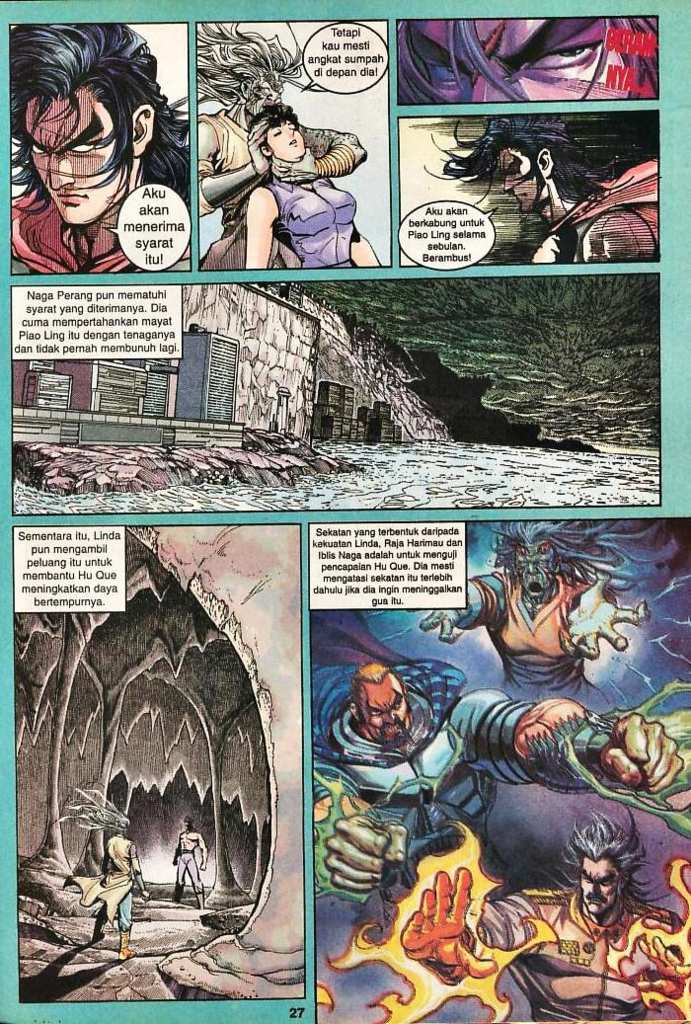 Aku
akan
menerima
syarat
itu!
Tetapi
kau mesti
angkat sumpah
di depan dia!
BERAM
NYA..
Aku akan
berkabung untuk
Piao Ling selama
sebulan.
Berambus!
Naga Perang pun mematuhi
syarat yang diterimanya. Dia
cuma mempertahankan mayat
Piao Ling itu dengan tenaganya
dan tidak pernah membunuh lagi.
Sementara itu, Linda
pun mengambil
peluang itu untuk
membantu Hu Que
meningkatkan daya
bertempurnya.
Sekatan yang terbentuk daripada
kekuatan Linda, Raja Harimau dan
Iblis Naga adalah untuk menguji
pencapaian Hu Que. Dia mesti
mengatasi sekatan itu terlebih
dahulu jika dia ingin meninggalkan
gua itu.
27